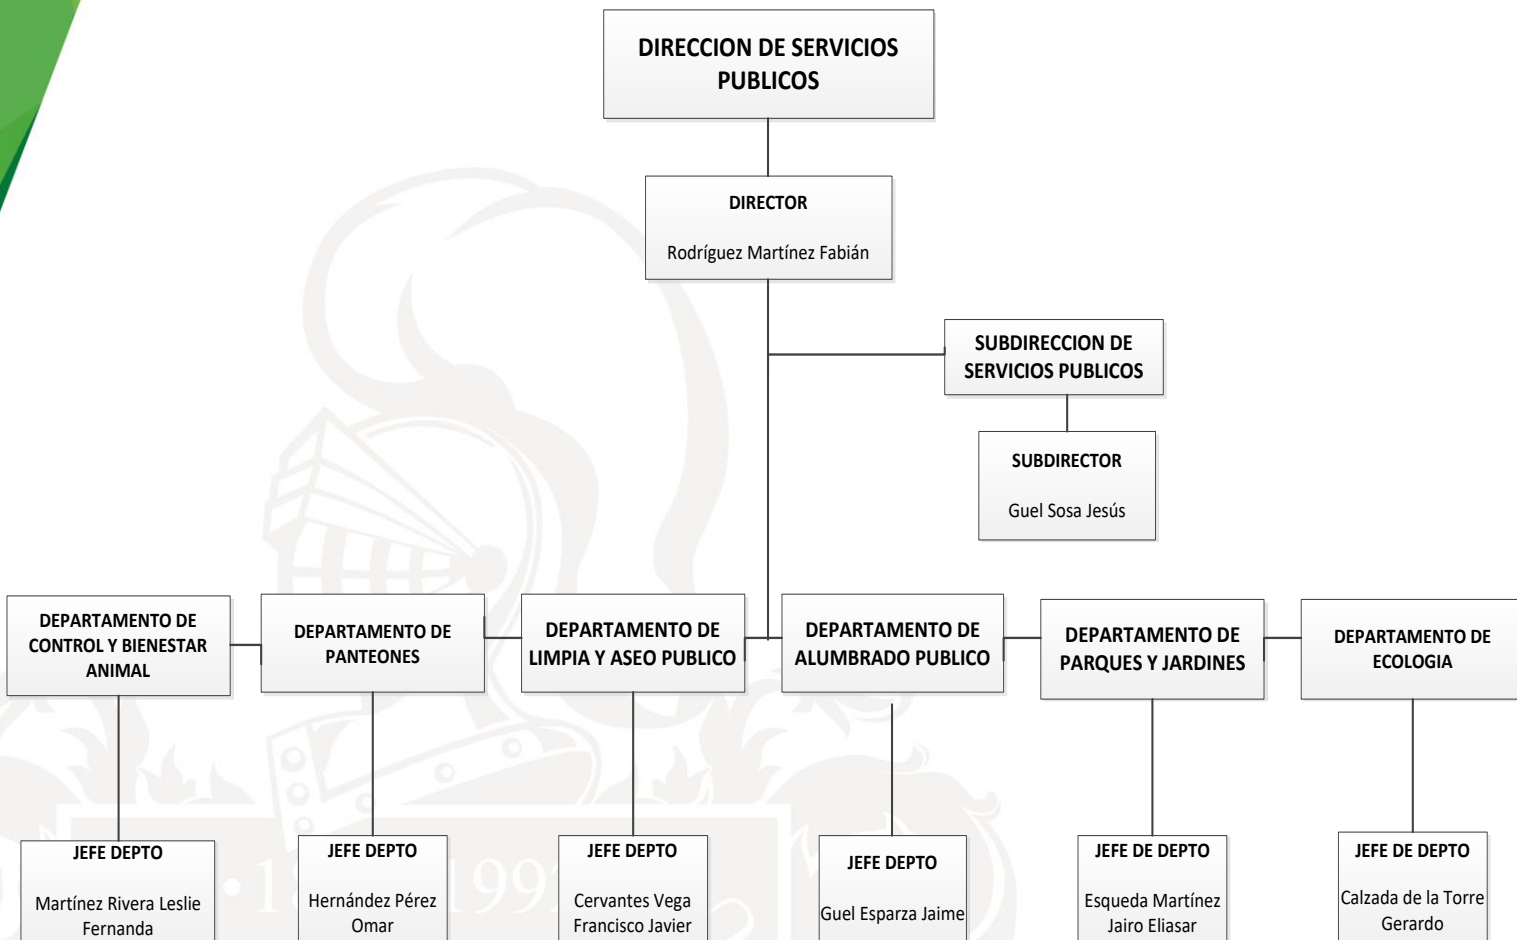 DIRECCION DE SERVICIOS
PUBLICOS
DIRECTOR
Rodríguez Martínez Fabián
SUBDIRECCION DE
SERVICIOS PUBLICOS
SUBDIRECTOR
Guel Sosa Jesús
DEPARTAMENTO DE
CONTROL Y BIENESTAR
ANIMAL
DEPARTAMENTO DE
PANTEONES
DEPARTAMENTO DE
LIMPIA Y ASEO PUBLICO
DEPARTAMENTO DE
ALUMBRADO PUBLICO
DEPARTAMENTO DE
PARQUES Y JARDINES
DEPARTAMENTO DE
ECOLOGIA
JEFE DEPTO
Martínez Rivera Leslie
Fernanda
JEFE DEPTO
Hernández Pérez
Omar
JEFE DEPTO
Cervantes Vega
Francisco Javier
JEFE DEPTO
Guel Esparza Jaime
JEFE DE DEPTO
Esqueda Martínez
Jairo Eliasar
JEFE DE DEPTO
Calzada de la Torre
Gerardo